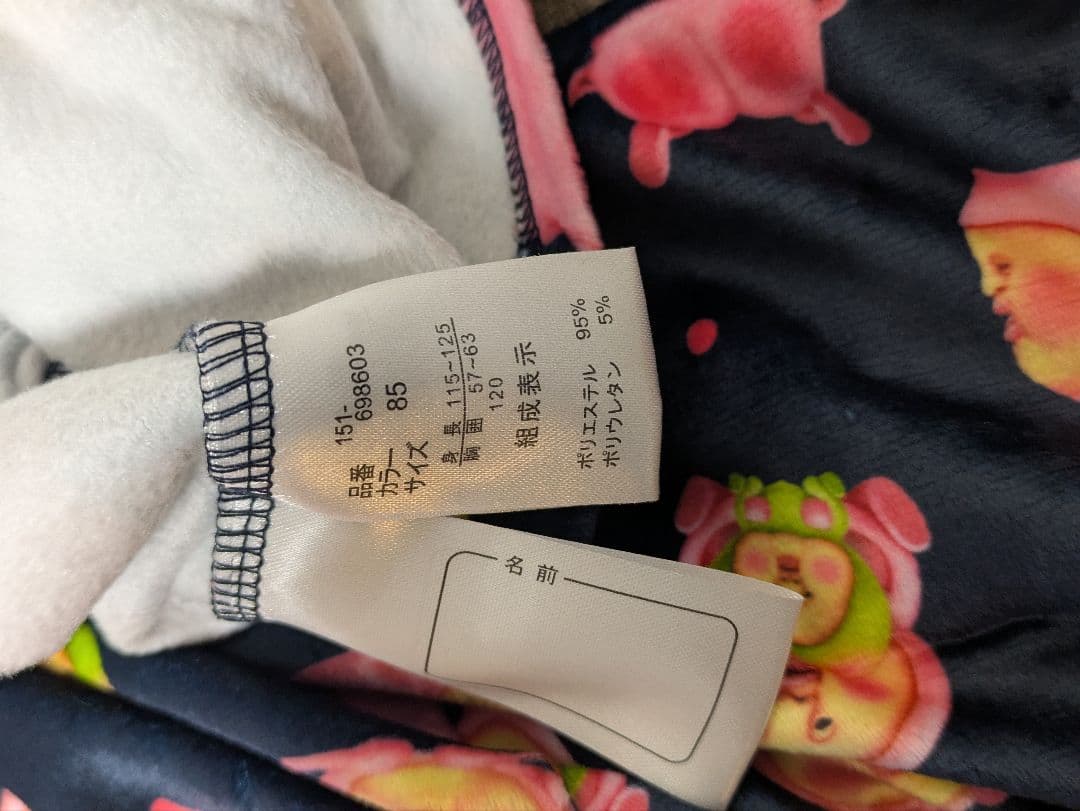 品番 151-
698603
カラー 85
サイズ
身長 115~125
胸囲 57~63
120
組成表示
ポリエステル 95%
ポリウレタン 5%
名前